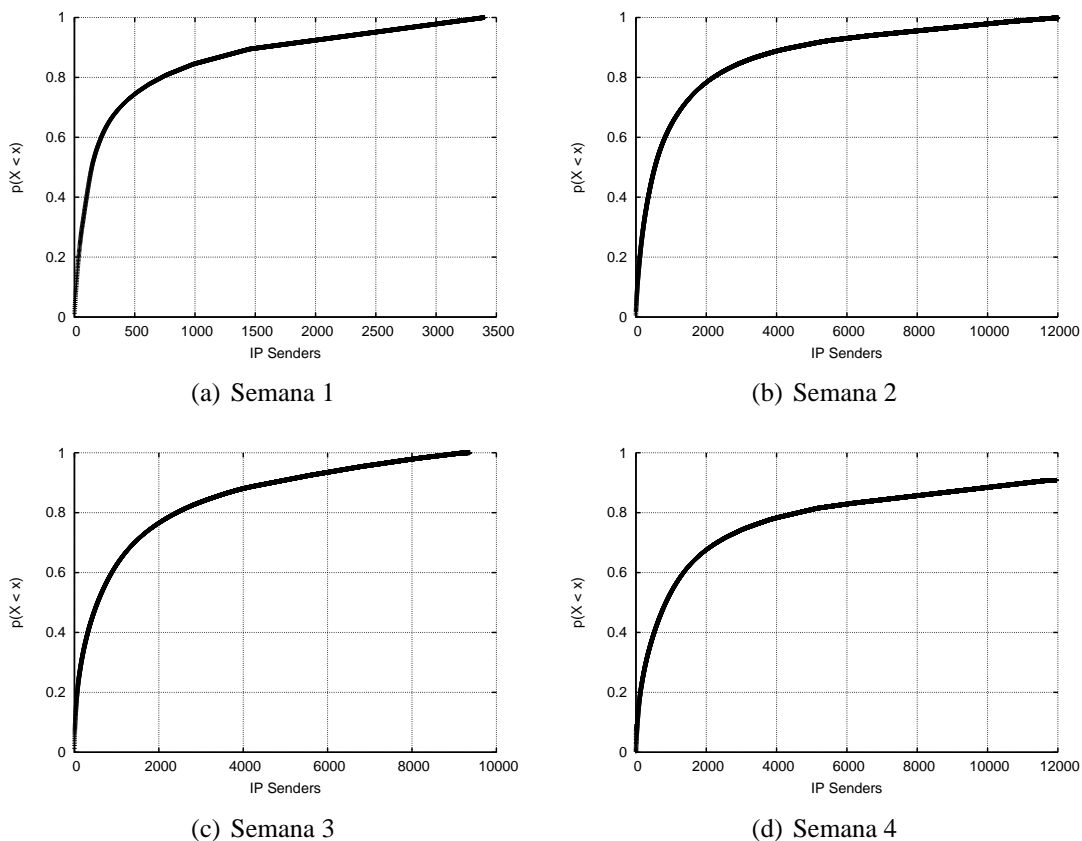 1
0.8
0.6
0.4
0.2
0
p(X < x)
0 500 1000 1500 2000 2500 3000 3500
IP Senders
(a) Semana 1
1
0.8
0.6
0.4
0.2
0
p(X < x)
0 2000 4000 6000 8000 10000 12000
IP Senders
(b) Semana 2
1
0.8
0.6
0.4
0.2
0
p(X < x)
0 2000 4000 6000 8000 10000
IP Senders
(c) Semana 3
1
0.8
0.6
0.4
0.2
0
p(X < x)
0 2000 4000 6000 8000 10000 12000
IP Senders
(d) Semana 4